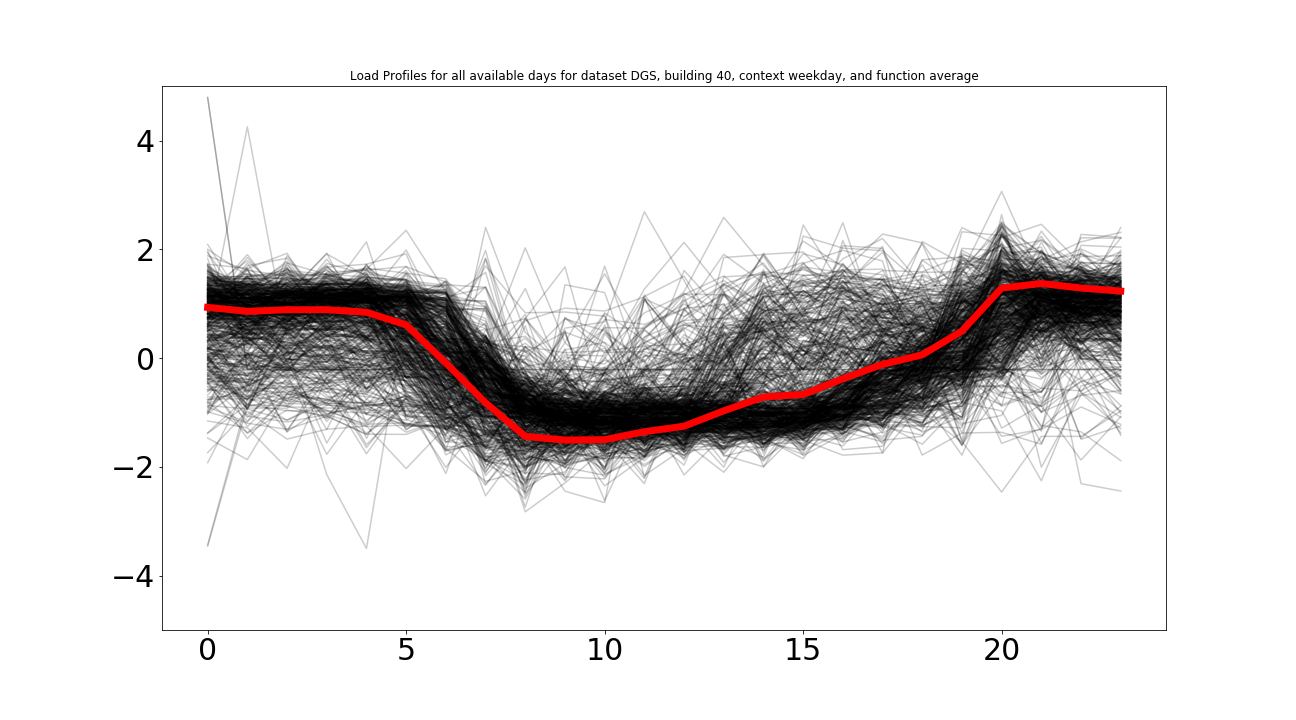 Load Profiles for all available days for dataset DGS, building 40, context weekday, and function average
4
2
0
−2
−4
0 5 10 15 20